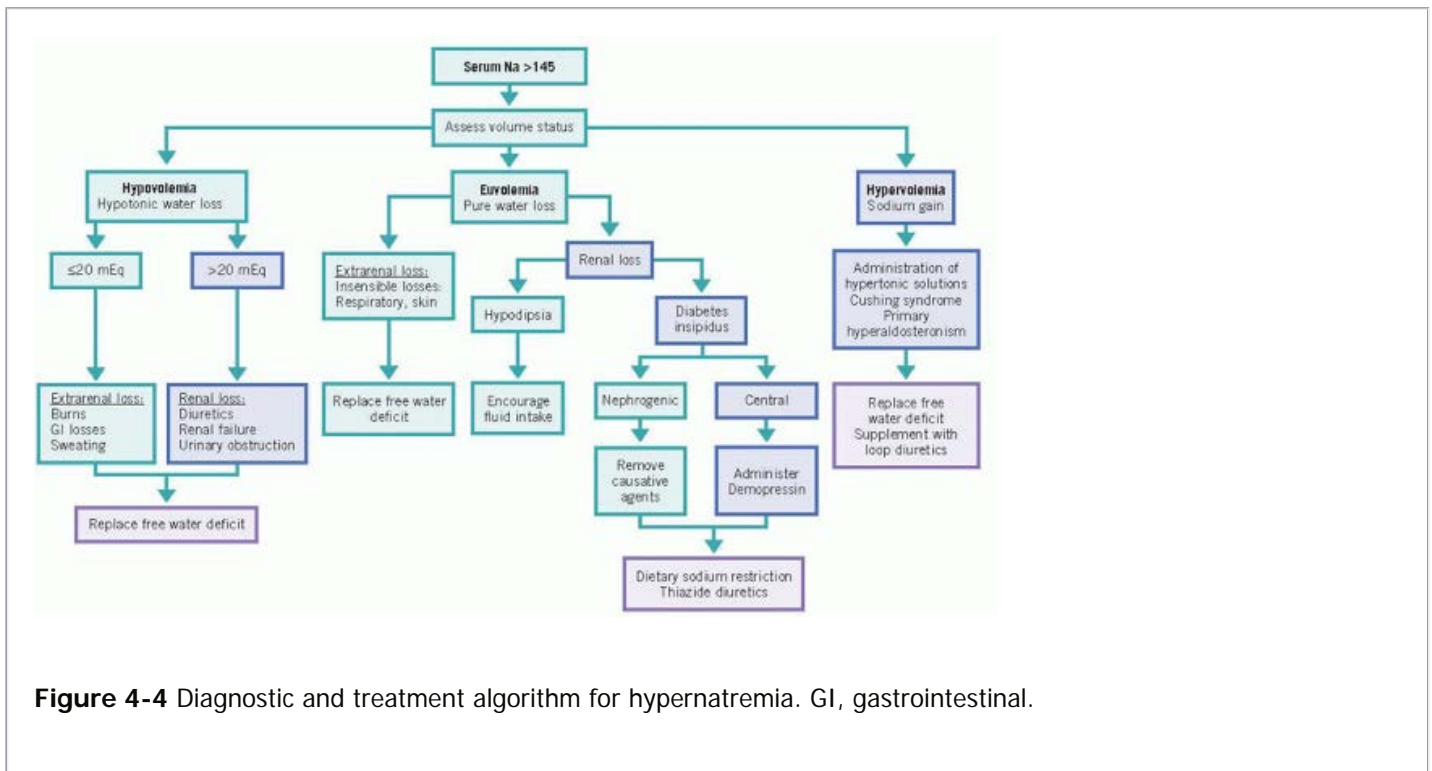 Serum Na >145
Assess volume status
Hypovolemia
Hypotonic water loss
≤20 mEq
>20 mEq
Extrarenal loss:
Burns
GI losses
Sweating
Renal loss:
Diuretics
Renal failure
Urinary obstruction
Replace free water deficit
Euvolemia
Pure water loss
Extrarenal loss:
Insensible losses:
Respiratory, skin
Replace free water
deficit
Renal loss
Hypodipsia
Encourage
fluid intake
Diabetes
insipidus
Nephrogenic
Central
Remove
causative
agents
Administer
Demopressin
Dietary sodium restriction
Thiazide diuretics
Hypervolemia
Sodium gain
Administration of
hypertonic solutions
Cushing syndrome
Primary
hyperaldosteronism
Replace free
water deficit
Supplement with
loop diuretics
Figure 4-4 Diagnostic and treatment algorithm for hypernatremia. GI, gastrointestinal.